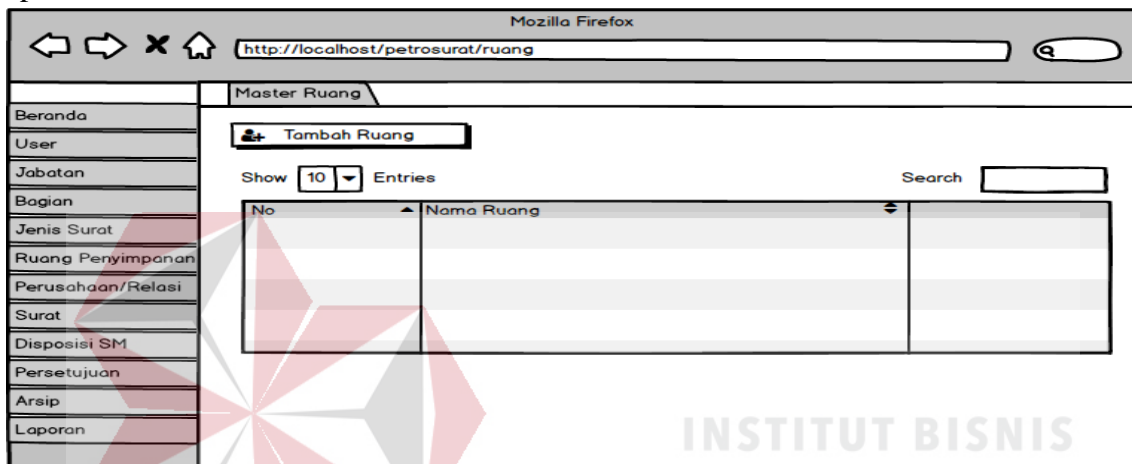 Mozilla Firefox
http://localhost/petrosurat/ruang
Master Ruang
Beranda
User
Jabatan
Bagian
Jenis Surat
Ruang Penyimpanan
Perusahaan/Relasi
Surat
Disposisi SM
Persetujuan
Arsip
Laporan
Tambah Ruang
Show 10 Entries Search
No Nama Ruang
INSTITUT BISNIS